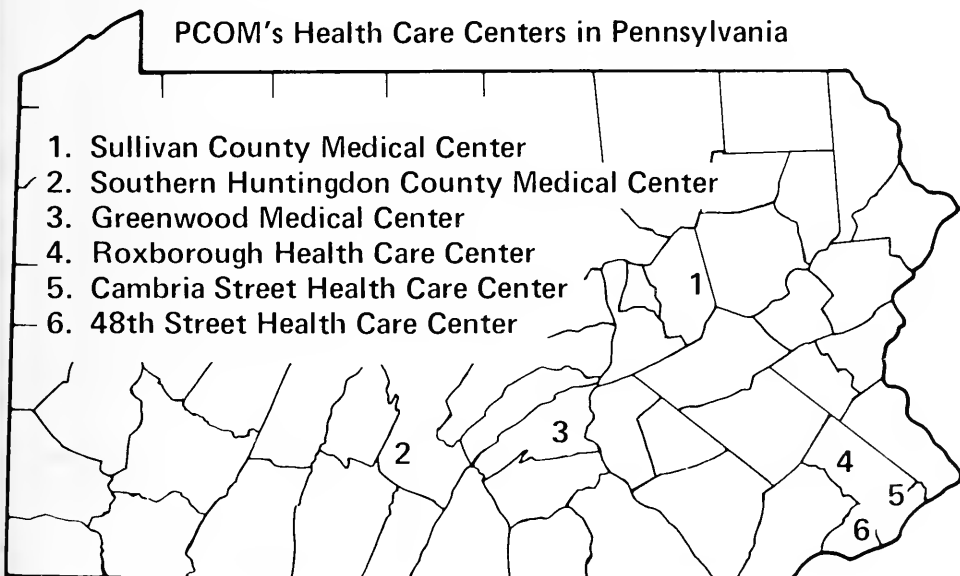 PCOM's Health Care Centers in Pennsylvania
1. Sullivan County Medical Center
2. Southern Huntingdon County Medical Center
3. Greenwood Medical Center
4. Roxborough Health Care Center
5. Cambria Street Health Care Center
6. 48th Street Health Care Center
1
2
3
4
5
6